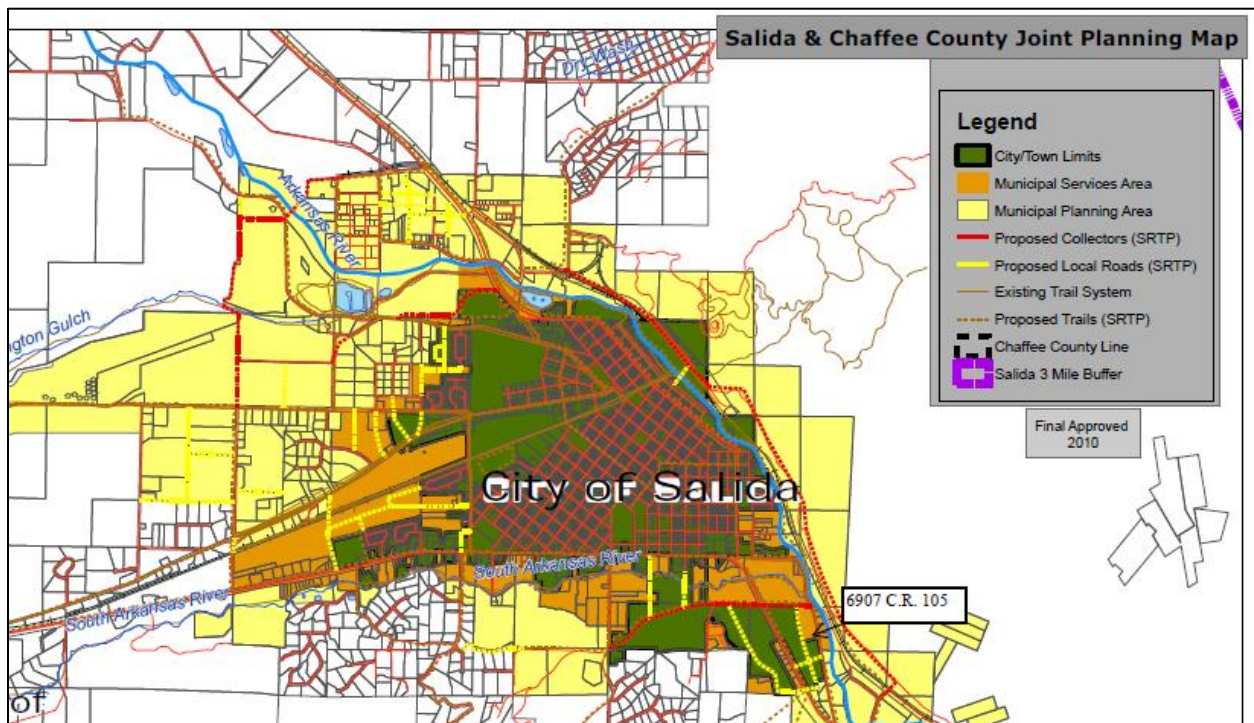 Salida & Chaffee County Joint Planning Map
Dry Wash
Legend
City/Town Limits
Municipal Services Area
Municipal Planning Area
Proposed Collectors (SRTP)
Proposed Local Roads (SRTP)
Existing Trail System
Proposed Trails (SRTP)
Chaffee County Line
Salida 3 Mile Buffer
Final Approved
2010
Arkansas River
ngton Gulch
City of Salida
South Arkansas River
South Arkansas River
6907 C.R. 105
of